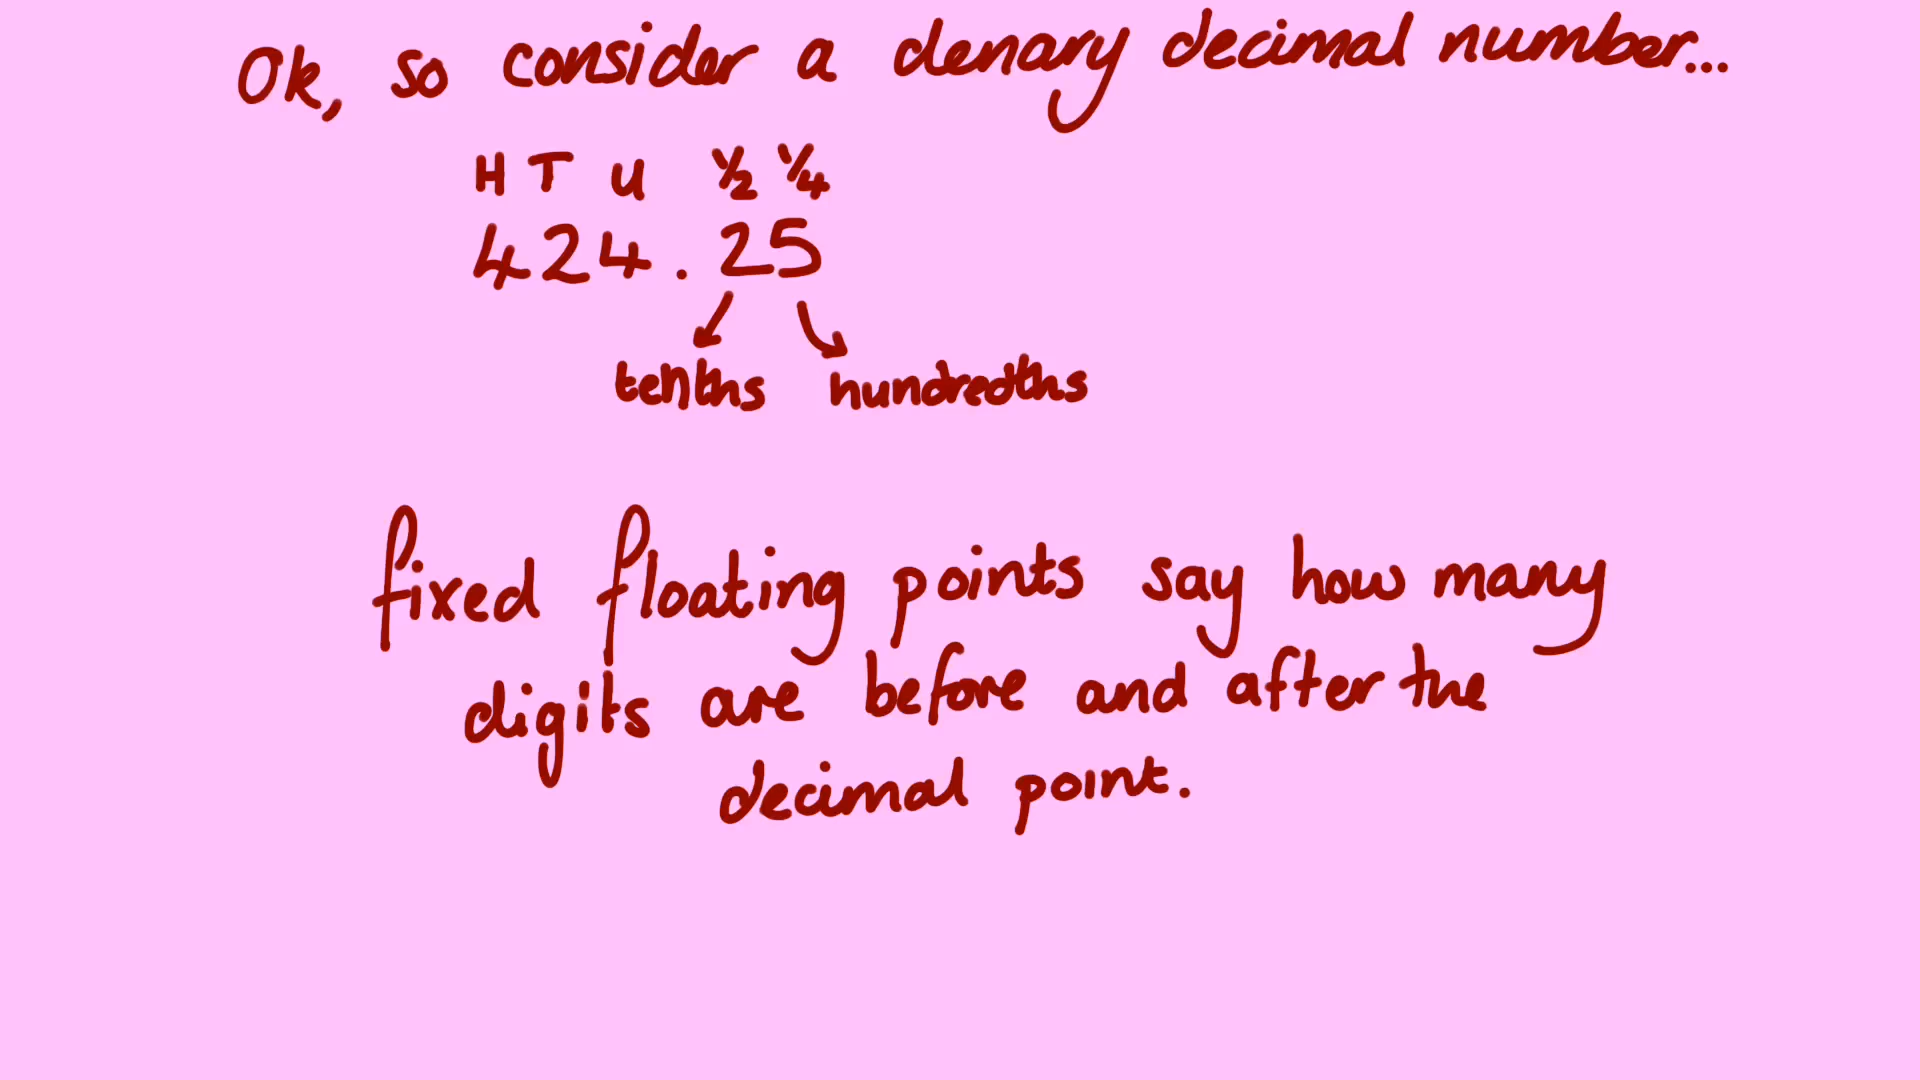 Ok, so consider a denary decimal number...
H T U 1/2 1/4
424.25
tenths hundredths
fixed floating points say how many
digits are before and after the
decimal point.